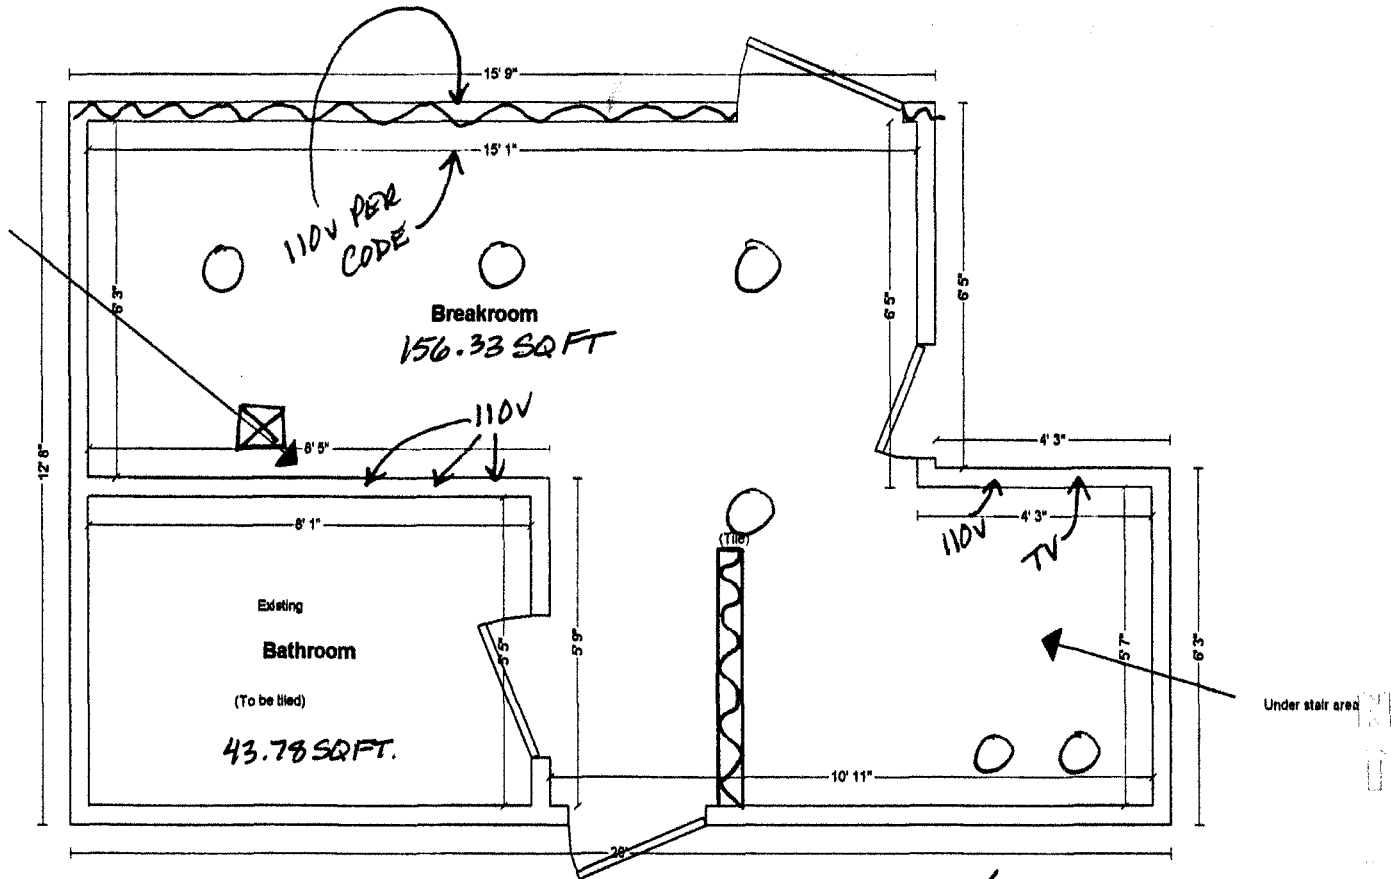 15' 9"
15' 1"
110V PER
CODE
6' 3"
6' 5"
6' 5"
Breakroom
156.33 SQ FT
110V
8' 5"
4' 3"
12' 8"
8' 1"
4' 3"
110V
TV
(Tile)
Existing
Bathroom
(To be tiled)
43.78 SQ FT.
5' 5"
5' 9"
5' 7"
6' 3"
Under stair area
10' 11"
20'